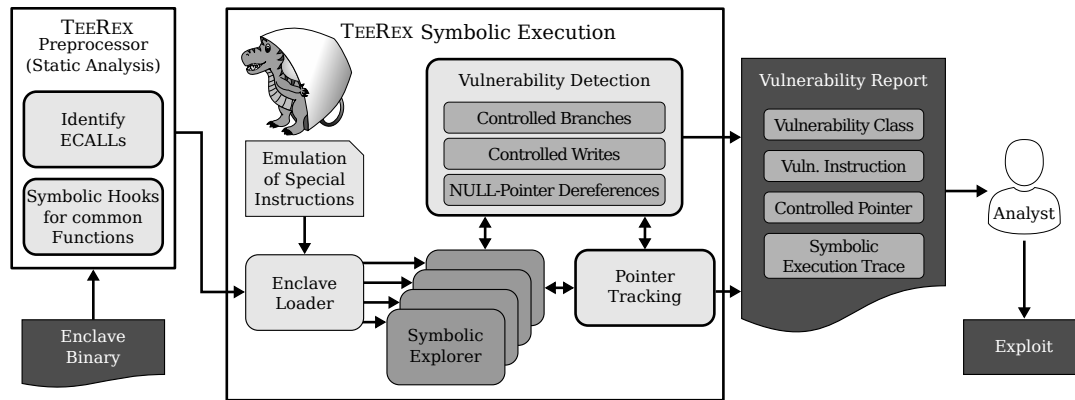 TEEREX
Preprocessor
(Static Analysis)
Identify
ECALLs
Symbolic Hooks
for common
Functions
Enclave
Binary
TEEREX Symbolic Execution
Emulation
of Special
Instructions
Enclave
Loader
Symbolic
Explorer
Vulnerability Detection
Controlled Branches
Controlled Writes
NULL-Pointer Dereferences
Pointer
Tracking
Vulnerability Report
Vulnerability Class
Vuln. Instruction
Controlled Pointer
Symbolic
Execution Trace
Analyst
Exploit